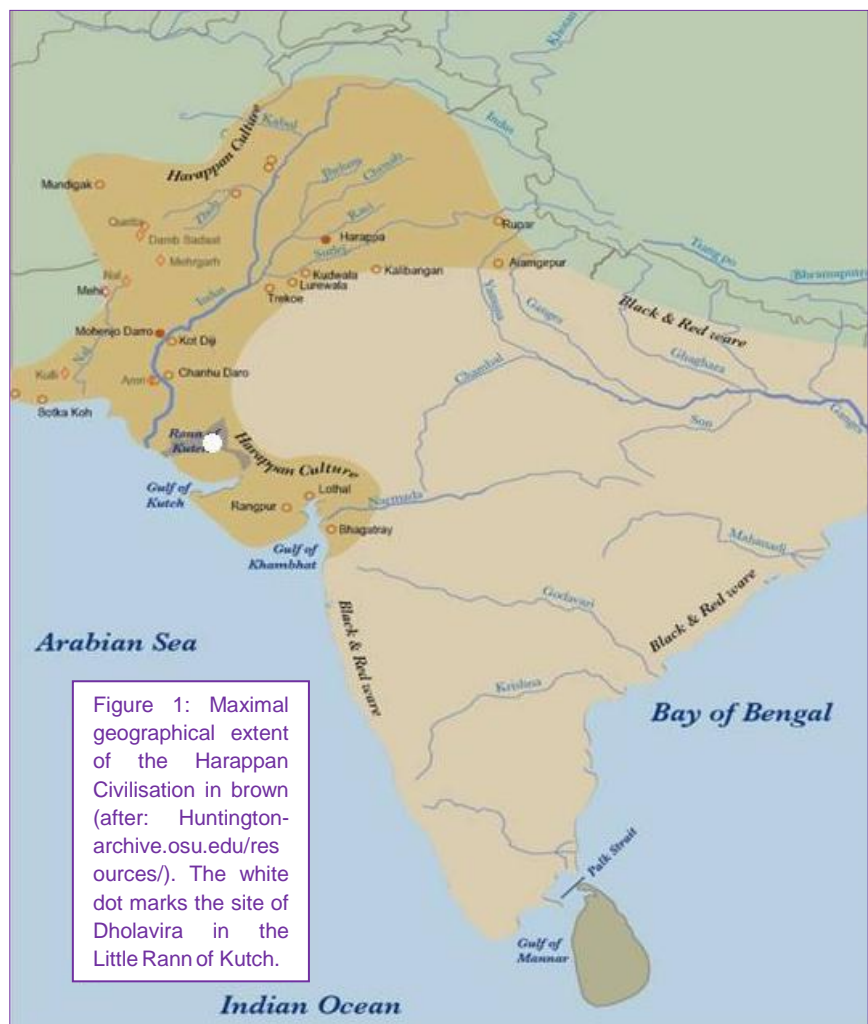 Khotan
Kabul
Indus
Harappan Culture
Mundigak
Zhob
Jhelum
Chenab
Ravi
Quetta
Damb Sadaat
Mehrgarh
Harappa
Rupar
Sutlej
Tsang po
Nal
Mehi
Kudwala
Kalibangan
Alamgirpur
Lurewala
Bhramaputra
Trekoe
Indus
Yamuna
Ganges
Black & Red ware
Mohenjo Darro
Kot Diji
Nal
Ghaghara
Kulli
Amri
Chanhu Daro
Chambal
Ganges
Sotka Koh
Son
Rann of
Kutch
Harappan Culture
Gulf of
Kutch
Lothal
Rangpur
Narmada
Bhagatray
Mahanadi
Gulf of
Khambhat
Godavari
Black & Red ware
Black & Red ware
Arabian Sea
Krishna
Bay of Bengal
Figure 1: Maximal
geographical extent
of the Harappan
Civilisation in brown
(after: Huntington-
archive.osu.edu/res
ources/). The white
dot marks the site of
Dholavira in the
Little Rann of Kutch.
Palk Strait
Gulf of
Mannar
Indian Ocean